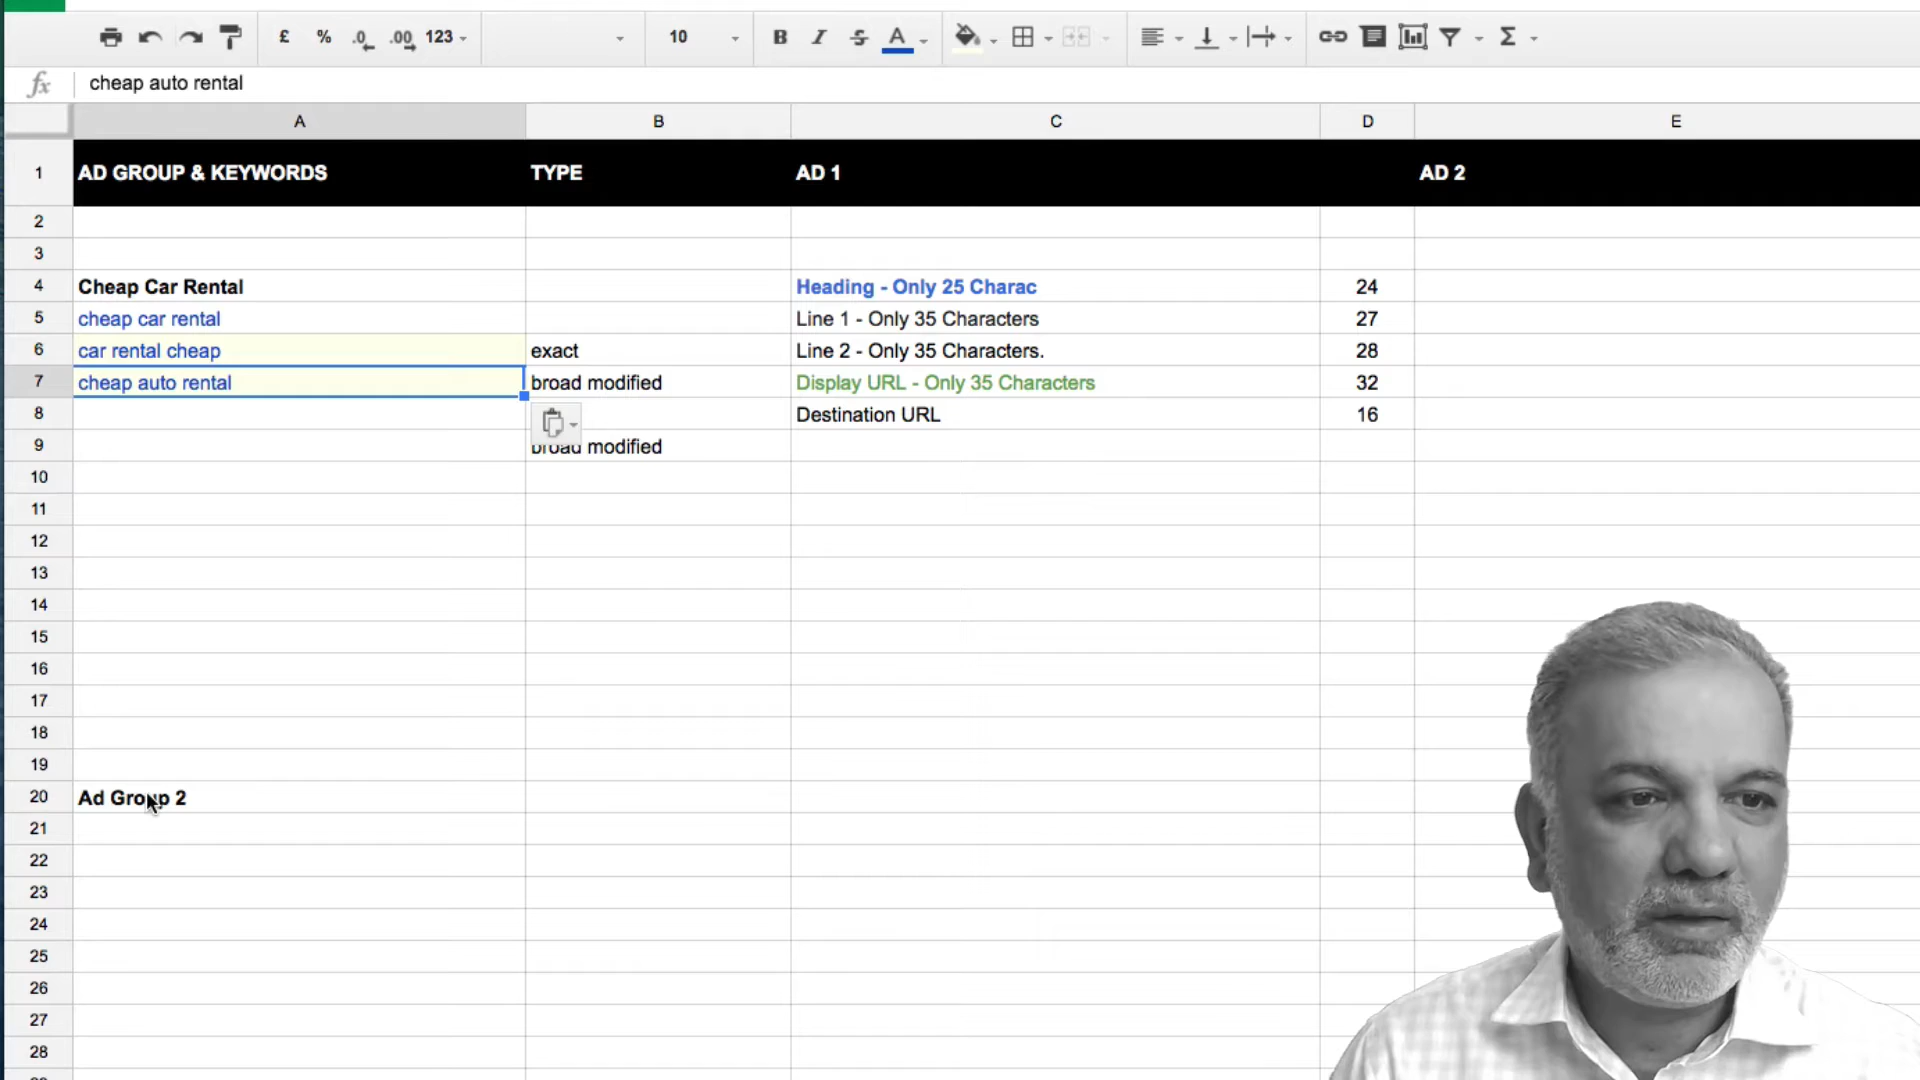 £ % .0 .00 123 10 B I S A Σ
fx cheap auto rental
A B C D E
1 AD GROUP & KEYWORDS TYPE AD 1 AD 2
2
3
4 Cheap Car Rental Heading - Only 25 Charac 24
5 cheap car rental Line 1 - Only 35 Characters 27
6 car rental cheap exact Line 2 - Only 35 Characters. 28
7 cheap auto rental broad modified Display URL - Only 35 Characters 32
8 Destination URL 16
9 broad modified
10
11
12
13
14
15
16
17
18
19
20 Ad Group 2
21
22
23
24
25
26
27
28